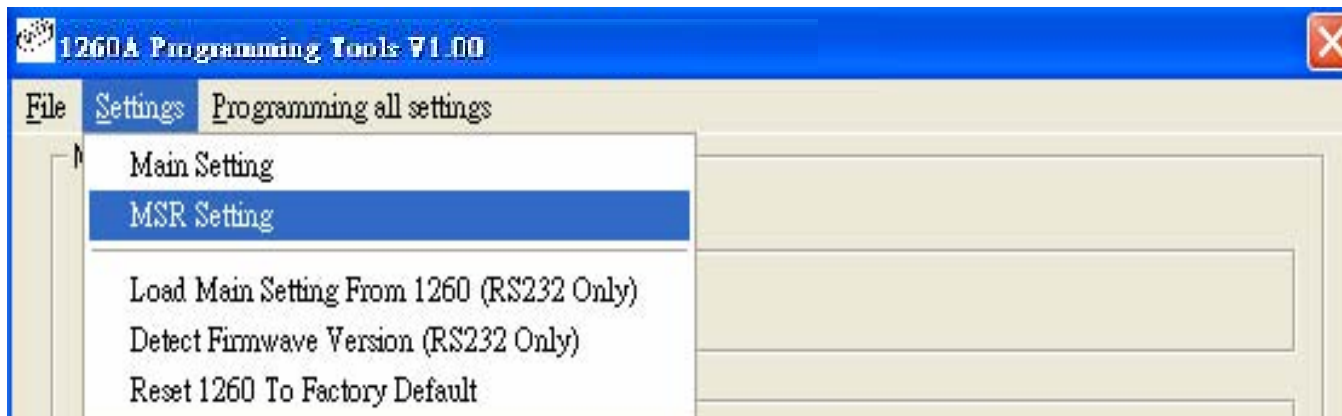 1260A Programming Tools V1.00
File Settings Programming all settings
Main Setting
MSR Setting
Load Main Setting From 1260 (RS232 Only)
Detect Firmwave Version (RS232 Only)
Reset 1260 To Factory Default